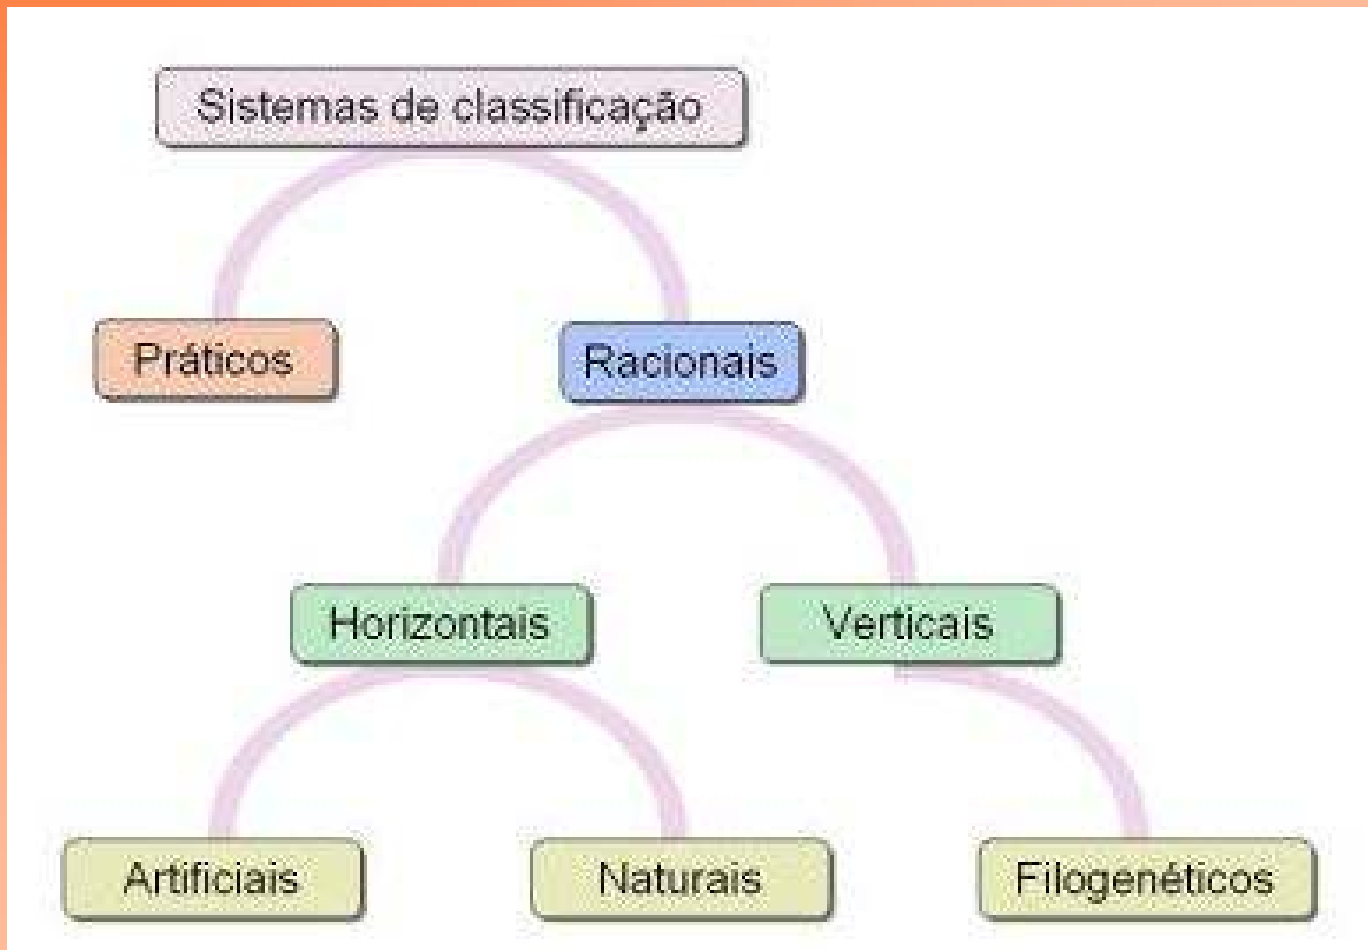 Sistemas de classificação
Práticos
Racionais
Horizontais
Verticais
Artificiais
Naturais
Filogenéticos